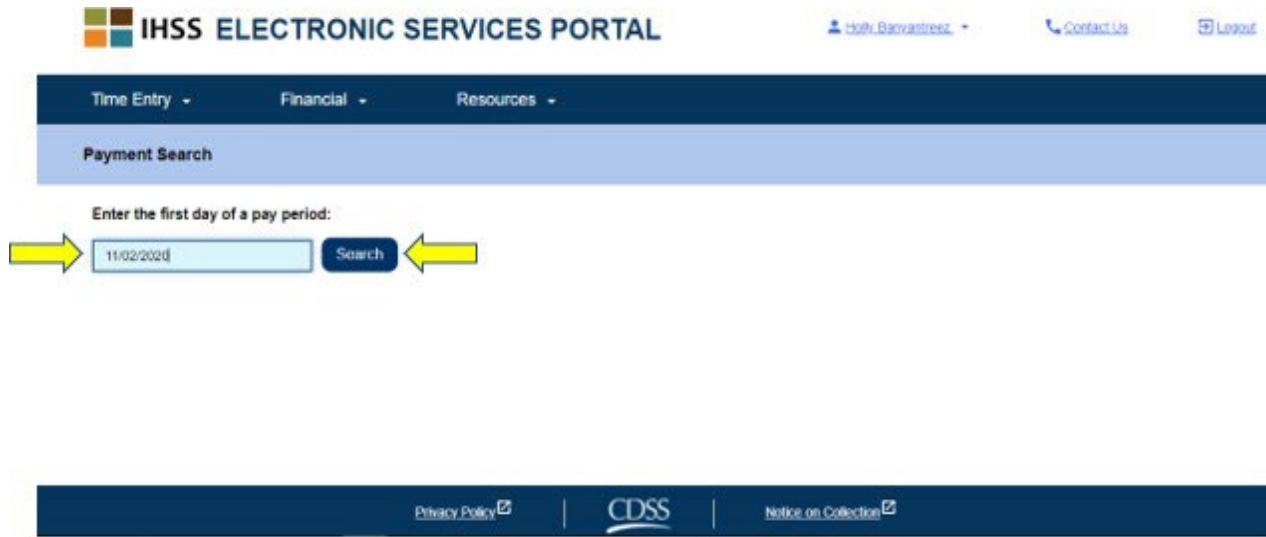 IHSS ELECTRONIC SERVICES PORTAL
Holly Banyantreez
Contact Us
Logout
Time Entry
Financial
Resources
Payment Search
Enter the first day of a pay period:
11/02/2020
Search
Privacy Policy
CDSS
Notice on Collection